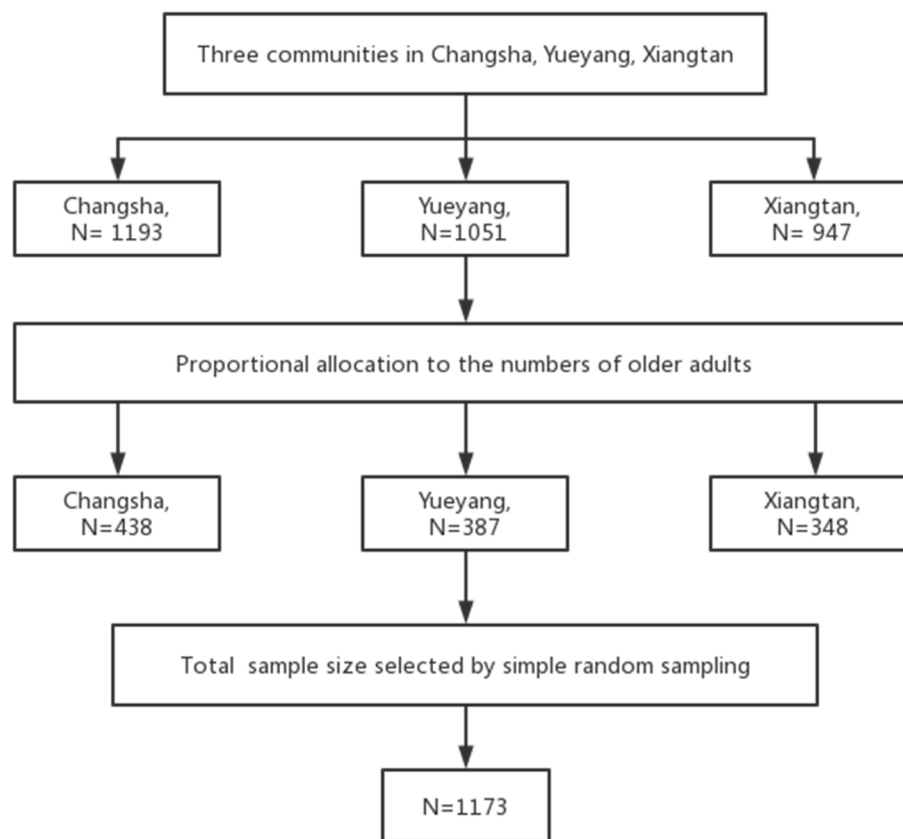 Three communities in Changsha, Yueyang, Xiangtan
Changsha,
N= 1193
Yueyang,
N=1051
Xiangtan,
N= 947
Proportional allocation to the numbers of older adults
Changsha,
N=438
Yueyang,
N=387
Xiangtan,
N=348
Total  sample size selected by simple random sampling
N=1173